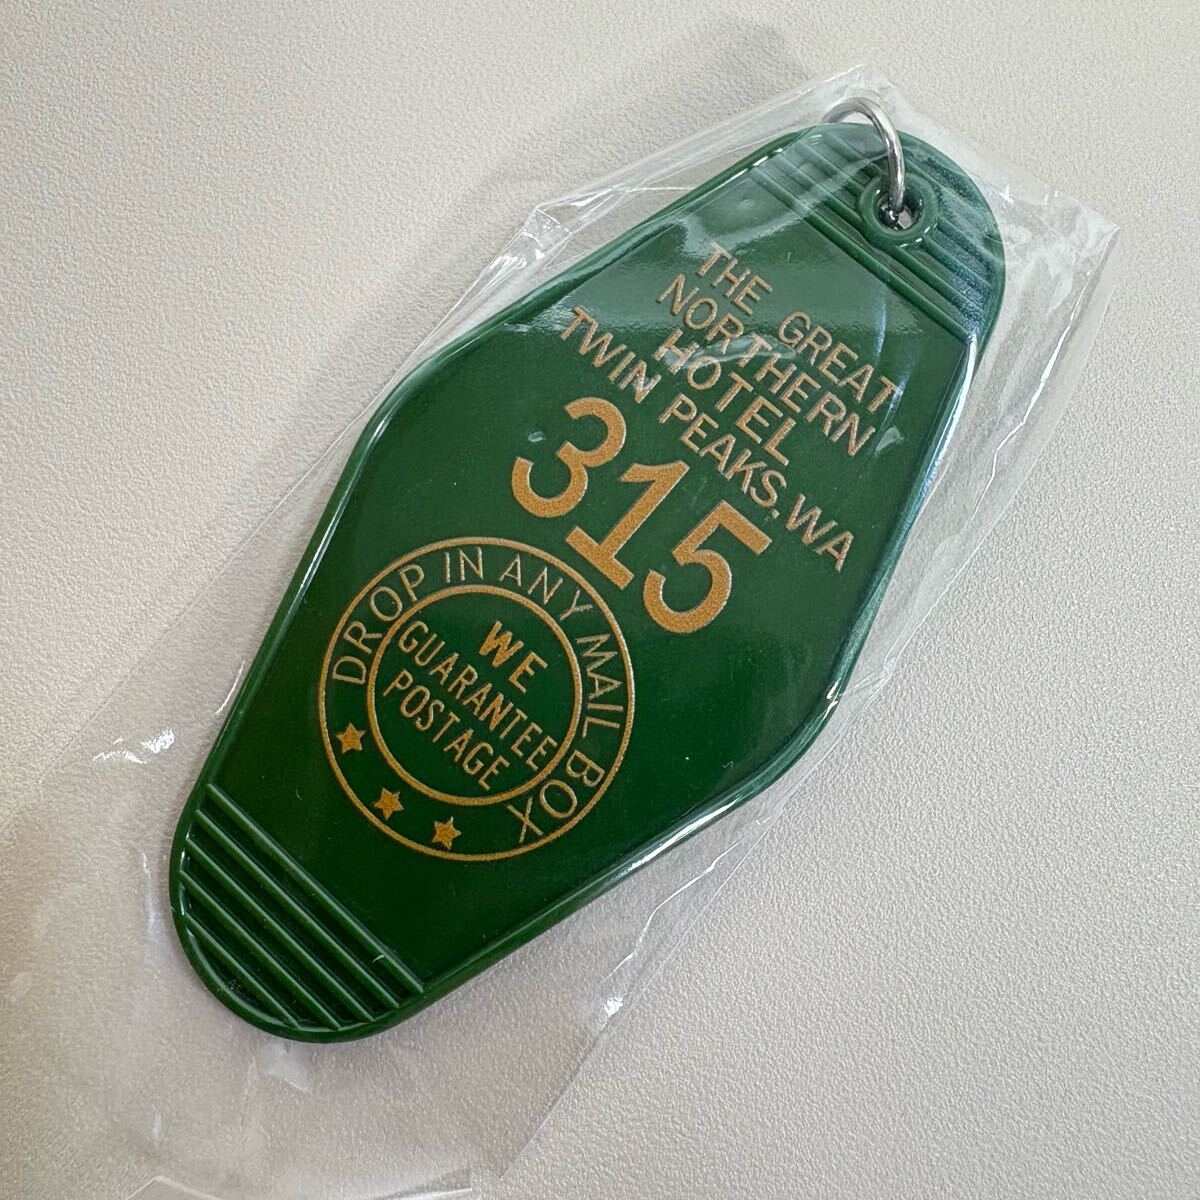 THE GREAT
NORTHERN
HOTEL
TWIN PEAKS. WA
315
DROP IN ANY MAIL BOX
WE
GUARANTEE
POSTAGE